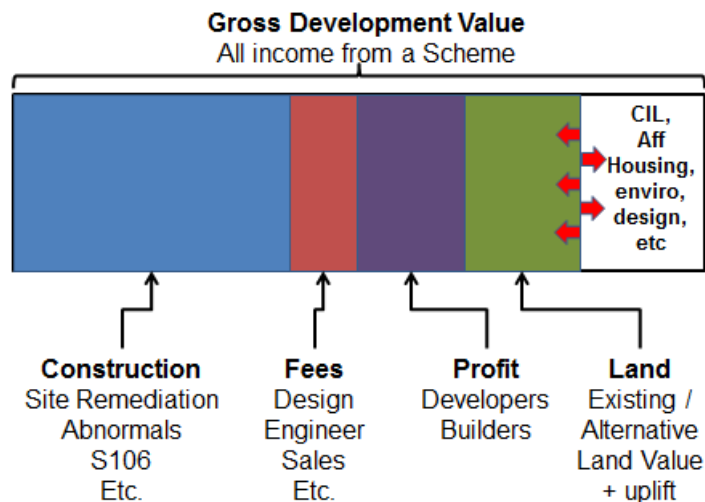 Gross Development Value
All income from a Scheme
CIL,
Aff
Housing,
enviro,
design,
etc
Construction
Site Remediation
Abnormals
S106
Etc.
Fees
Design
Engineer
Sales
Etc.
Profit
Developers
Builders
Land
Existing /
Alternative
Land Value
+ uplift